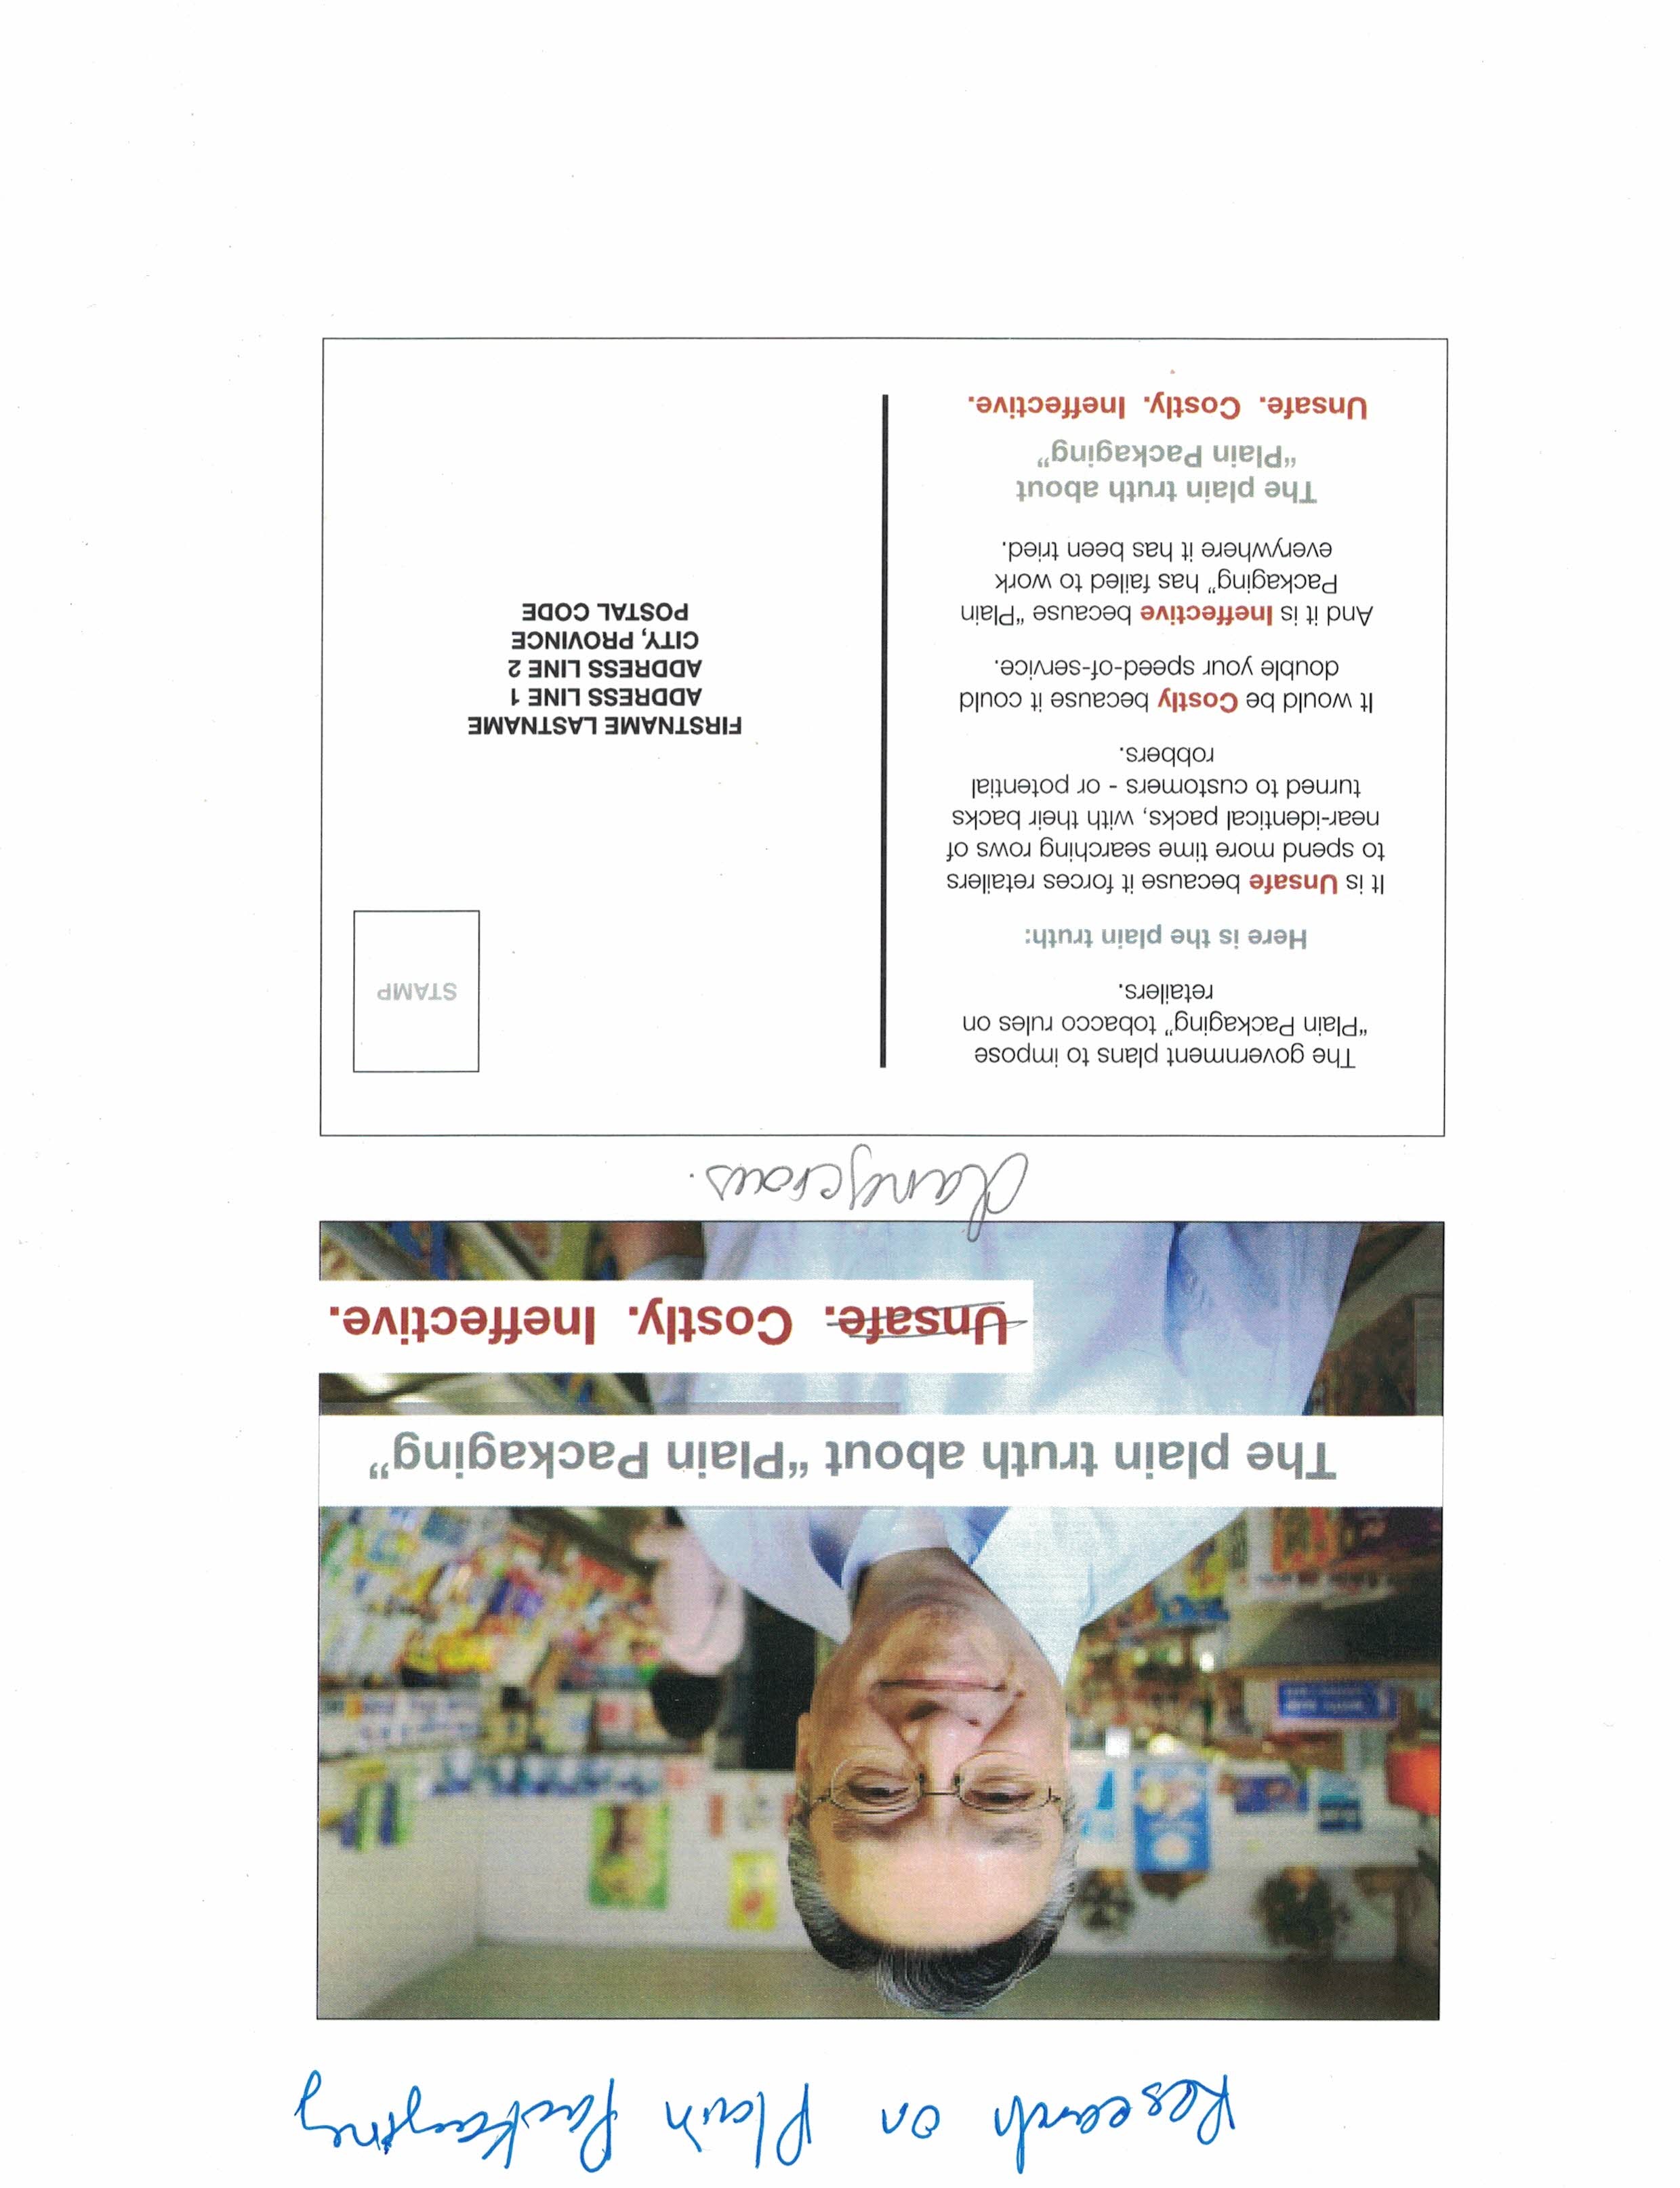 Research on Plain Packaging
The plain truth about “Plain Packaging”
Unsafe. Costly. Ineffective.
dangerous.
The government plans to impose
“Plain Packaging” tobacco rules on
retailers.
Here is the plain truth:
It is Unsafe because it forces retailers
to spend more time searching rows of
near-identical packs, with their backs
turned to customers - or potential
robbers.
It would be Costly because it could
double your speed-of-service.
And it is Ineffective because “Plain
Packaging” has failed to work
everywhere it has been tried.
The plain truth about
“Plain Packaging”
Unsafe. Costly. Ineffective.
STAMP
FIRSTNAME LASTNAME
ADDRESS LINE 1
ADDRESS LINE 2
CITY, PROVINCE
POSTAL CODE